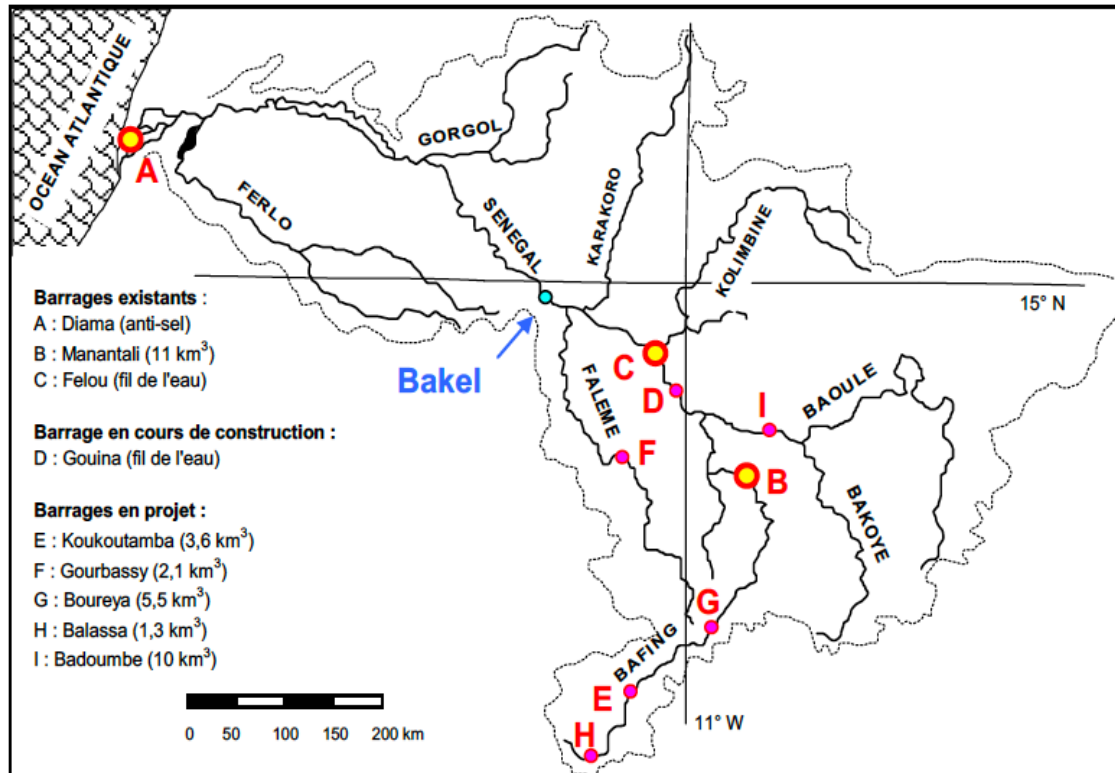 OCEAN ATLANTIQUE
A
GORGOL
FERLO
SENEGAL
KARAKORO
KOLIMBINE
15° N
Barrages existants :
A : Diama (anti-sel)
B : Manantali (11 km³)
C : Felou (fil de l'eau)
Bakel
C
D
FALEME
F
I
BAOULE
B
BAKOYE
Barrage en cours de construction :
D : Gouina (fil de l'eau)
Barrages en projet :
E : Koukoutamba (3,6 km³)
F : Gourbassy (2,1 km³)
G : Boureya (5,5 km³)
H : Balassa (1,3 km³)
I : Badoumbe (10 km³)
G
BAFING
E
H
11° W
0 50 100 150 200 km